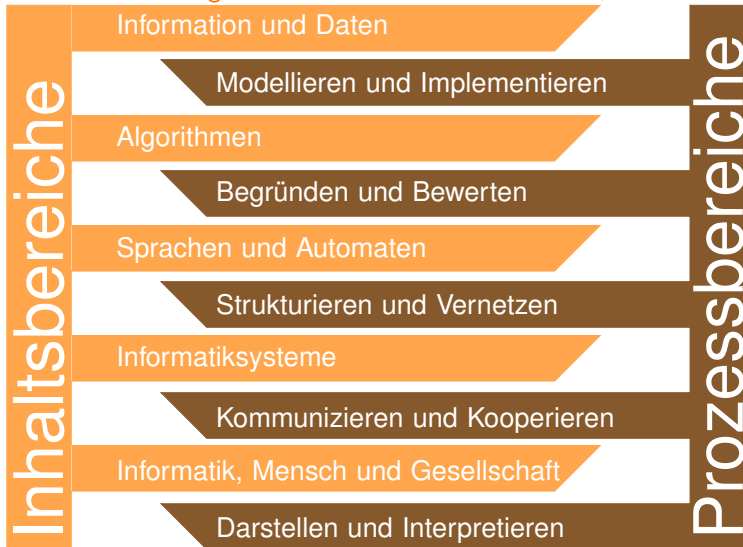 Information und Daten
Modellieren und Implementieren
Algorithmen
Begründen und Bewerten
Sprachen und Automaten
Strukturieren und Vernetzen
Informatiksysteme
Kommunizieren und Kooperieren
Informatik, Mensch und Gesellschaft
Darstellen und Interpretieren
Inhaltsbereiche
Prozessbereiche